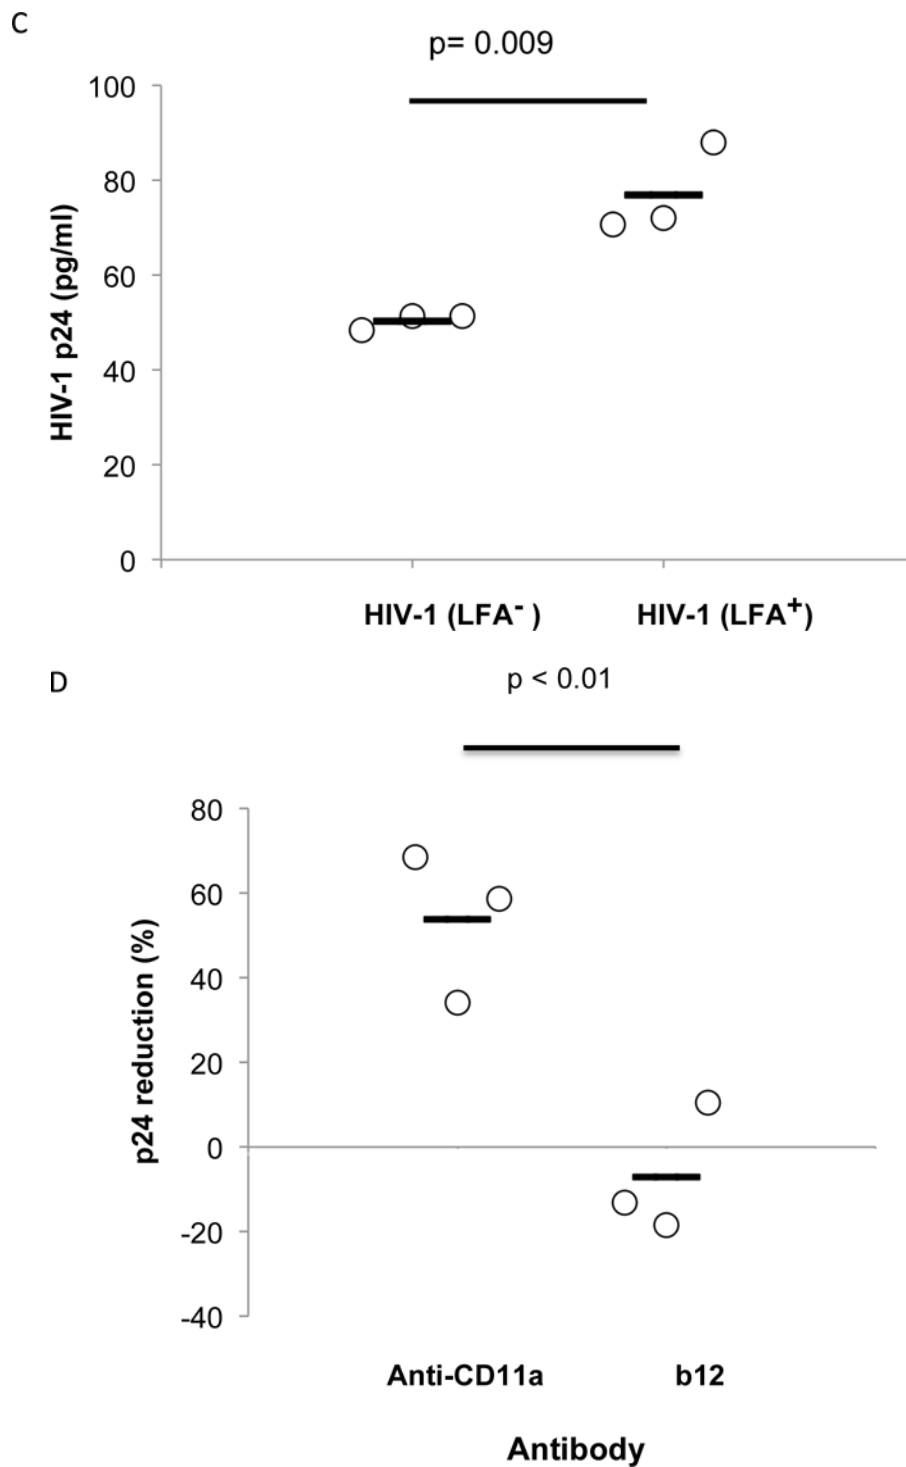 C
p= 0.009
HIV-1 p24 (pg/ml)
100
80
60
40
20
0
HIV-1 (LFA⁻ )
HIV-1 (LFA⁺)
D
p < 0.01
p24 reduction (%)
80
60
40
20
0
-20
-40
Anti-CD11a
b12
Antibody